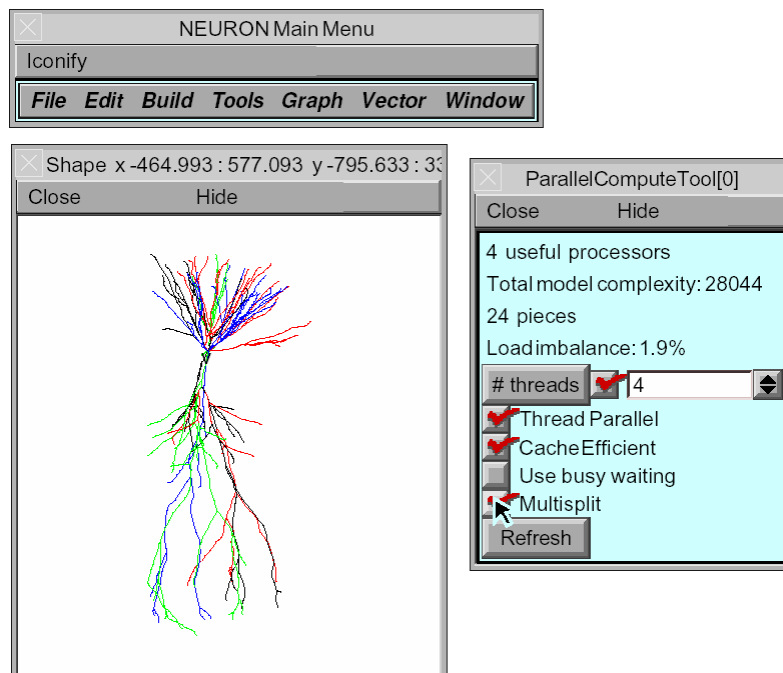 NEURON Main Menu
Iconify
File Edit Build Tools Graph Vector Window
Shape x -464.993 : 577.093 y -795.633 : 33
Close Hide
ParallelComputeTool[0]
Close Hide
4 useful processors
Total model complexity: 28044
24 pieces
Load imbalance: 1.9%
# threads 4
Thread Parallel
Cache Efficient
Use busy waiting
Multisplit
Refresh